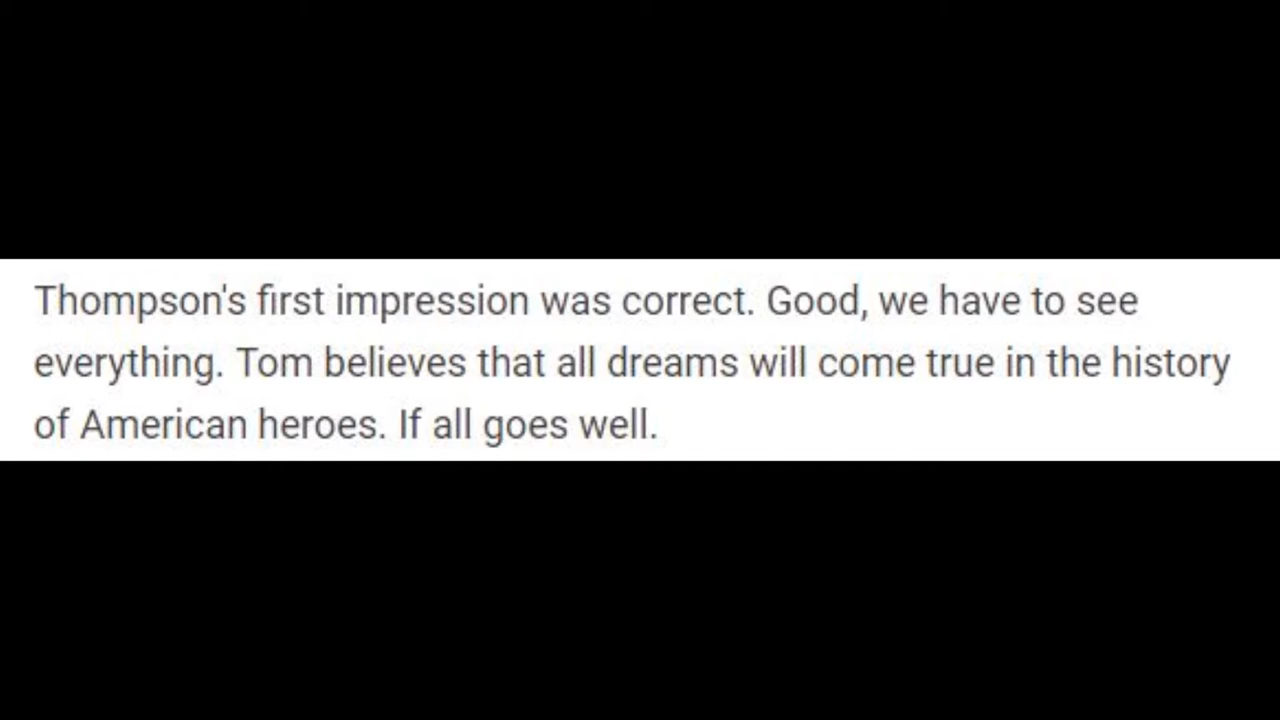 Thompson's first impression was correct. Good, we have to see
everything. Tom believes that all dreams will come true in the history
of American heroes. If all goes well.